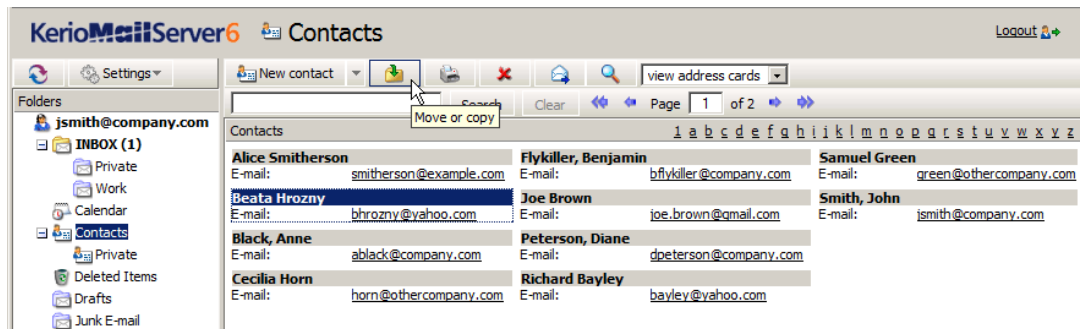 KerioMailServer6 Contacts Logout
Settings New contact view address cards
Folders Search Clear Page 1 of 2
Move or copy
jsmith@company.com
INBOX (1)
Private
Work
Calendar
Contacts
Private
Deleted Items
Drafts
Junk E-mail
Contacts 1 a b c d e f g h i j k l m n o p q r s t u v w x y z
Alice Smitherson
E-mail: smitherson@example.com
Beata Hrozny
E-mail: bhrozny@yahoo.com
Black, Anne
E-mail: ablack@company.com
Cecilia Horn
E-mail: horn@othercompany.com
Flykiller, Benjamin
E-mail: bflykiller@company.com
Joe Brown
E-mail: joe.brown@gmail.com
Peterson, Diane
E-mail: dpeterson@company.com
Richard Bayley
E-mail: bayley@yahoo.com
Samuel Green
E-mail: green@othercompany.com
Smith, John
E-mail: jsmith@company.com